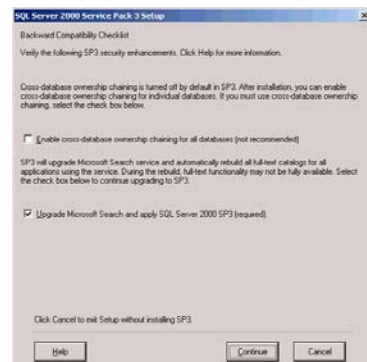 SQL Server 2000 Service Pack 3 Setup
Backward Compatibility Checklist
Verify the following SP3 security enhancements. Click Help for more information.
Cross-database ownership chaining is turned off by default in SP3. After installation, you can enable
cross-database ownership chaining for individual databases. If you must use cross-database ownership
chaining, select the check box below.
Enable cross-database ownership chaining for all databases (not recommended)
SP3 will upgrade Microsoft Search service and automatically rebuild all full-text catalogs for all
applications using the service. During the rebuild, full-text functionality may not be fully available. Select
the check box below to continue upgrading to SP3.
Upgrade Microsoft Search and apply SQL Server 2000 SP3 (required).
Click Cancel to exit Setup without installing SP3.
Help
Continue
Cancel